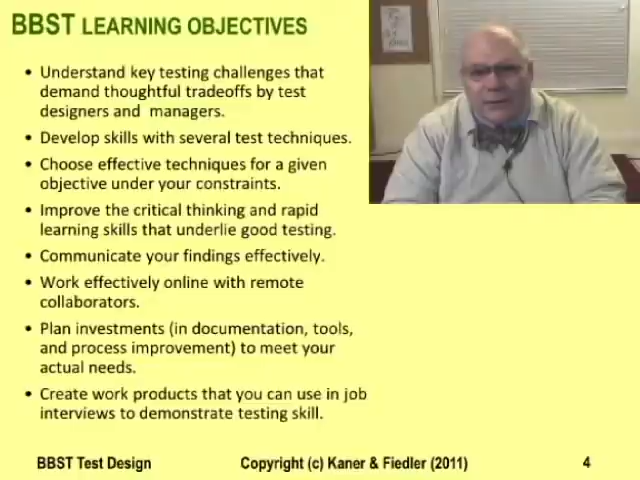 BBST LEARNING OBJECTIVES
• Understand key testing challenges that
demand thoughtful tradeoffs by test
designers and managers.
• Develop skills with several test techniques.
• Choose effective techniques for a given
objective under your constraints.
• Improve the critical thinking and rapid
learning skills that underlie good testing.
• Communicate your findings effectively.
• Work effectively online with remote
collaborators.
• Plan investments (in documentation, tools,
and process improvement) to meet your
actual needs.
• Create work products that you can use in job
interviews to demonstrate testing skill.
BBST Test Design Copyright (c) Kaner & Fiedler (2011) 4